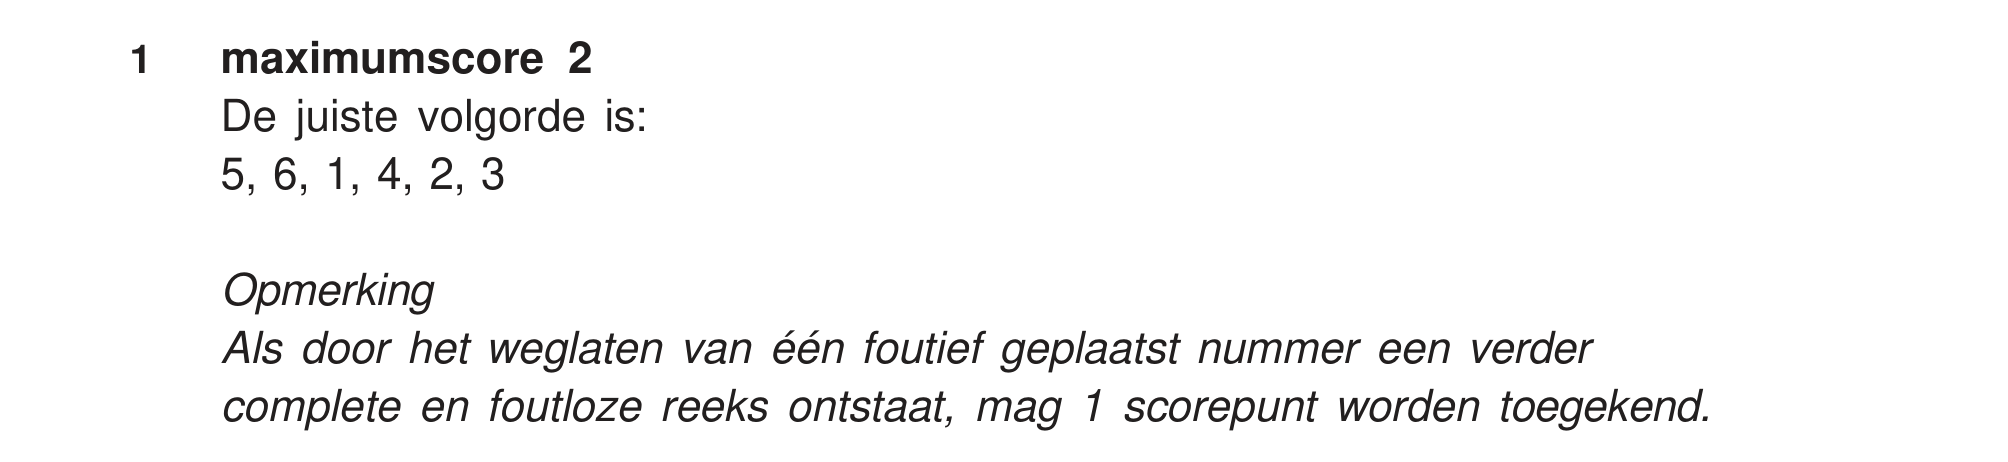 1 maximumscore 2
De juiste volgorde is:
5, 6, 1, 4, 2, 3
Opmerking
Als door het weglaten van één foutief geplaatst nummer een verder
complete en foutloze reeks ontstaat, mag 1 scorepunt worden toegekend.